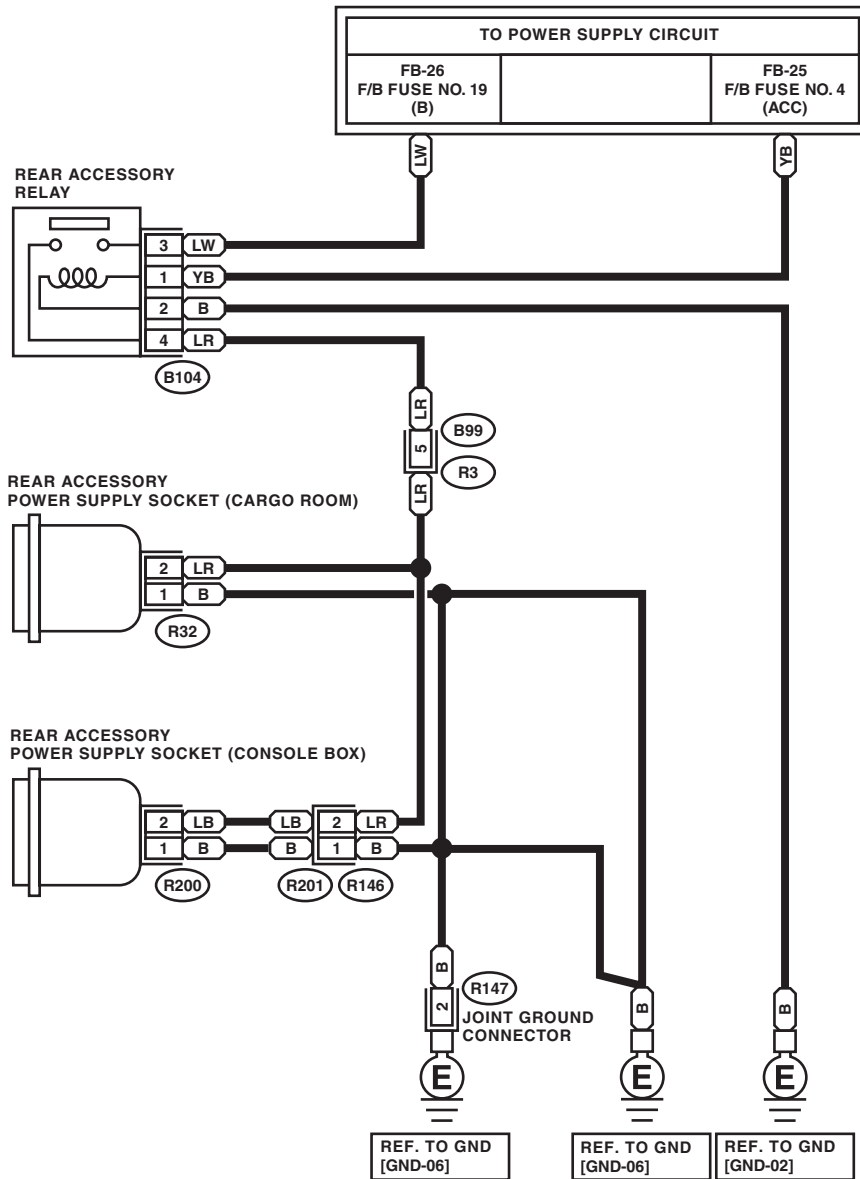 TO POWER SUPPLY CIRCUIT
FB-26
F/B FUSE NO. 19
(B)
FB-25
F/B FUSE NO. 4
(ACC)
LW
YB
REAR ACCESSORY
RELAY
3 LW
1 YB
2 B
4 LR
B104
LR
5
B99
R3
LR
REAR ACCESSORY
POWER SUPPLY SOCKET (CARGO ROOM)
2 LR
1 B
R32
REAR ACCESSORY
POWER SUPPLY SOCKET (CONSOLE BOX)
2 LB LB 2 LR
1 B B 1 B
R200 R201 R146
B
2
R147
JOINT GROUND
CONNECTOR
B
B
E
E
E
REF. TO GND
[GND-06]
REF. TO GND
[GND-06]
REF. TO GND
[GND-02]